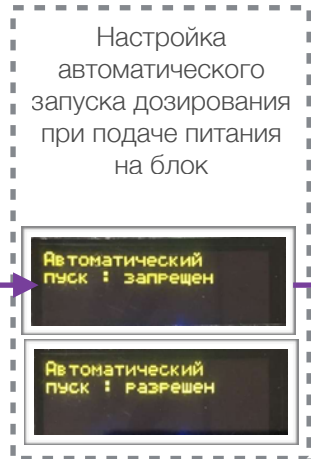 Настройка
автоматического
запуска дозирования
при подаче питания
на блок
Автоматический
пуск : запрещен
Автоматический
пуск : разрешен